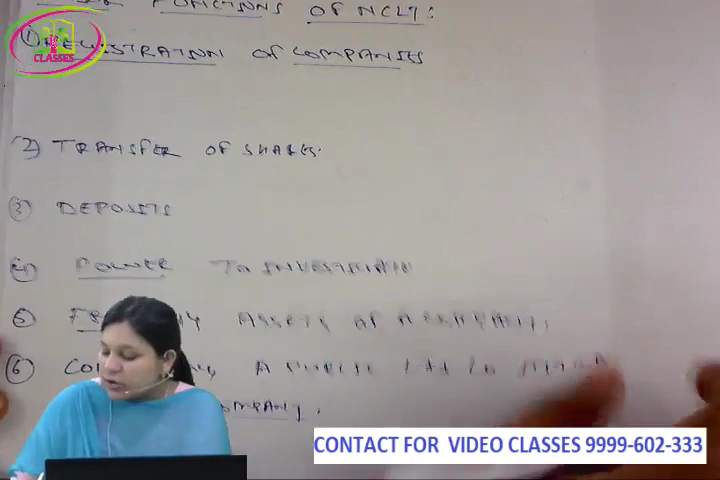 FUNCTIONS OF NCLT:
① REGISTRATION OF COMPANIES
CLASSES
② TRANSFER OF SHARES.
③ DEPOSITS
④ POWER TO INVESTIGATION
⑤ ASSETS OF
⑥ A PUBLIC LTD
COMPANY.
CONTACT FOR VIDEO CLASSES 9999-602-333